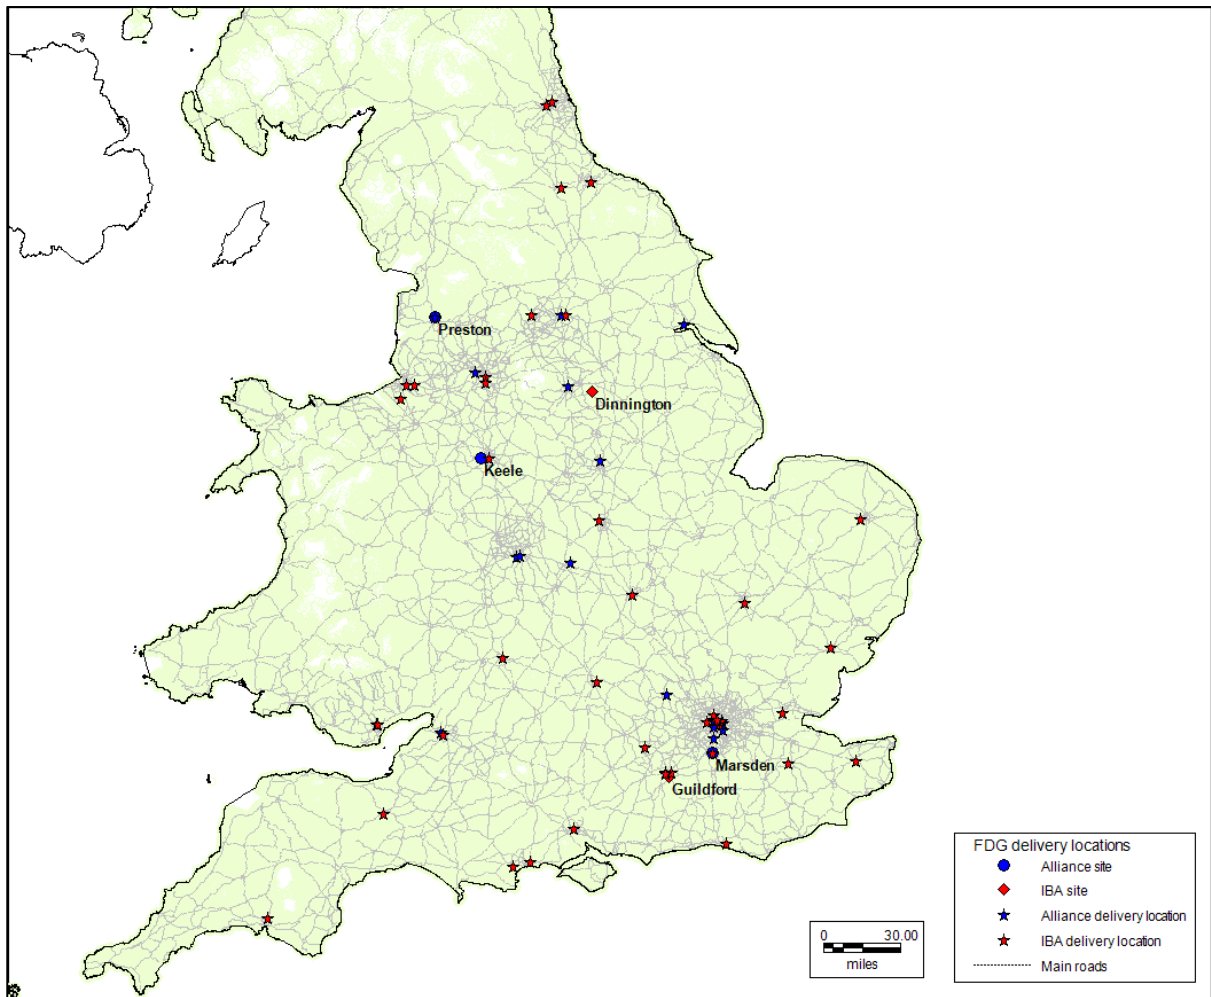 Preston
Dinnington
Keele
Marsden
Guildford
FDG delivery locations
Alliance site
IBA site
Alliance delivery location
IBA delivery location
Main roads
0 30.00
miles